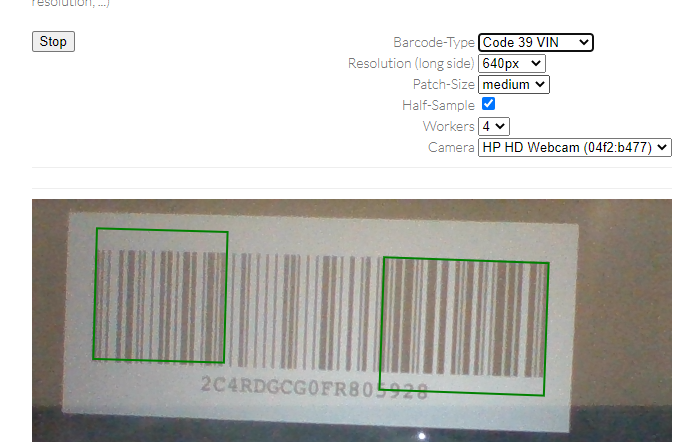 resolution, ...)
Stop
Barcode-Type Code 39 VIN
Resolution (long side) 640px
Patch-Size medium
Half-Sample
Workers 4
Camera HP HD Webcam (04f2:b477)
2C4RDGCG0FR805928